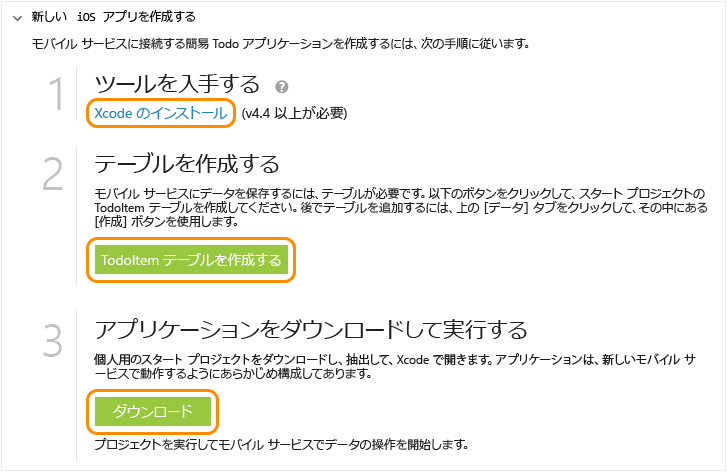 新しい iOS アプリを作成する
モバイル サービスに接続する簡易 Todo アプリケーションを作成するには、次の手順に従います。
1
ツールを入手する ?
Xcode のインストール (v4.4 以上が必要)
2
テーブルを作成する
モバイル サービスにデータを保存するには、テーブルが必要です。以下のボタンをクリックして、スタート プロジェクトの
TodoItem テーブルを作成してください。後でテーブルを追加するには、上の [データ] タブをクリックして、その中にある
[作成] ボタンを使用します。
TodoItem テーブルを作成する
3
アプリケーションをダウンロードして実行する
個人用のスタート プロジェクトをダウンロードし、抽出して、Xcode で開きます。アプリケーションは、新しいモバイル サ
ービスで動作するようにあらかじめ構成してあります。
ダウンロード
プロジェクトを実行してモバイル サービスでデータの操作を開始します。